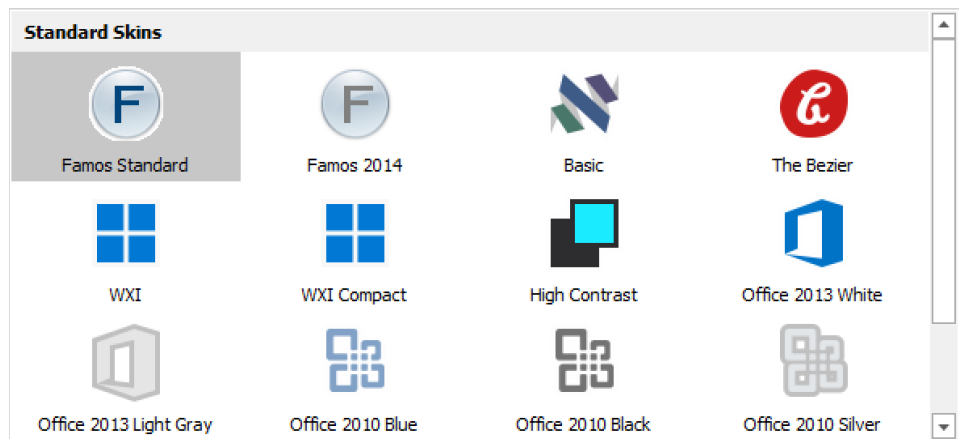 Standard Skins
F F
Famos Standard Famos 2014 Basic The Bezier
WXI WXI Compact High Contrast Office 2013 White
Office 2013 Light Gray Office 2010 Blue Office 2010 Black Office 2010 Silver